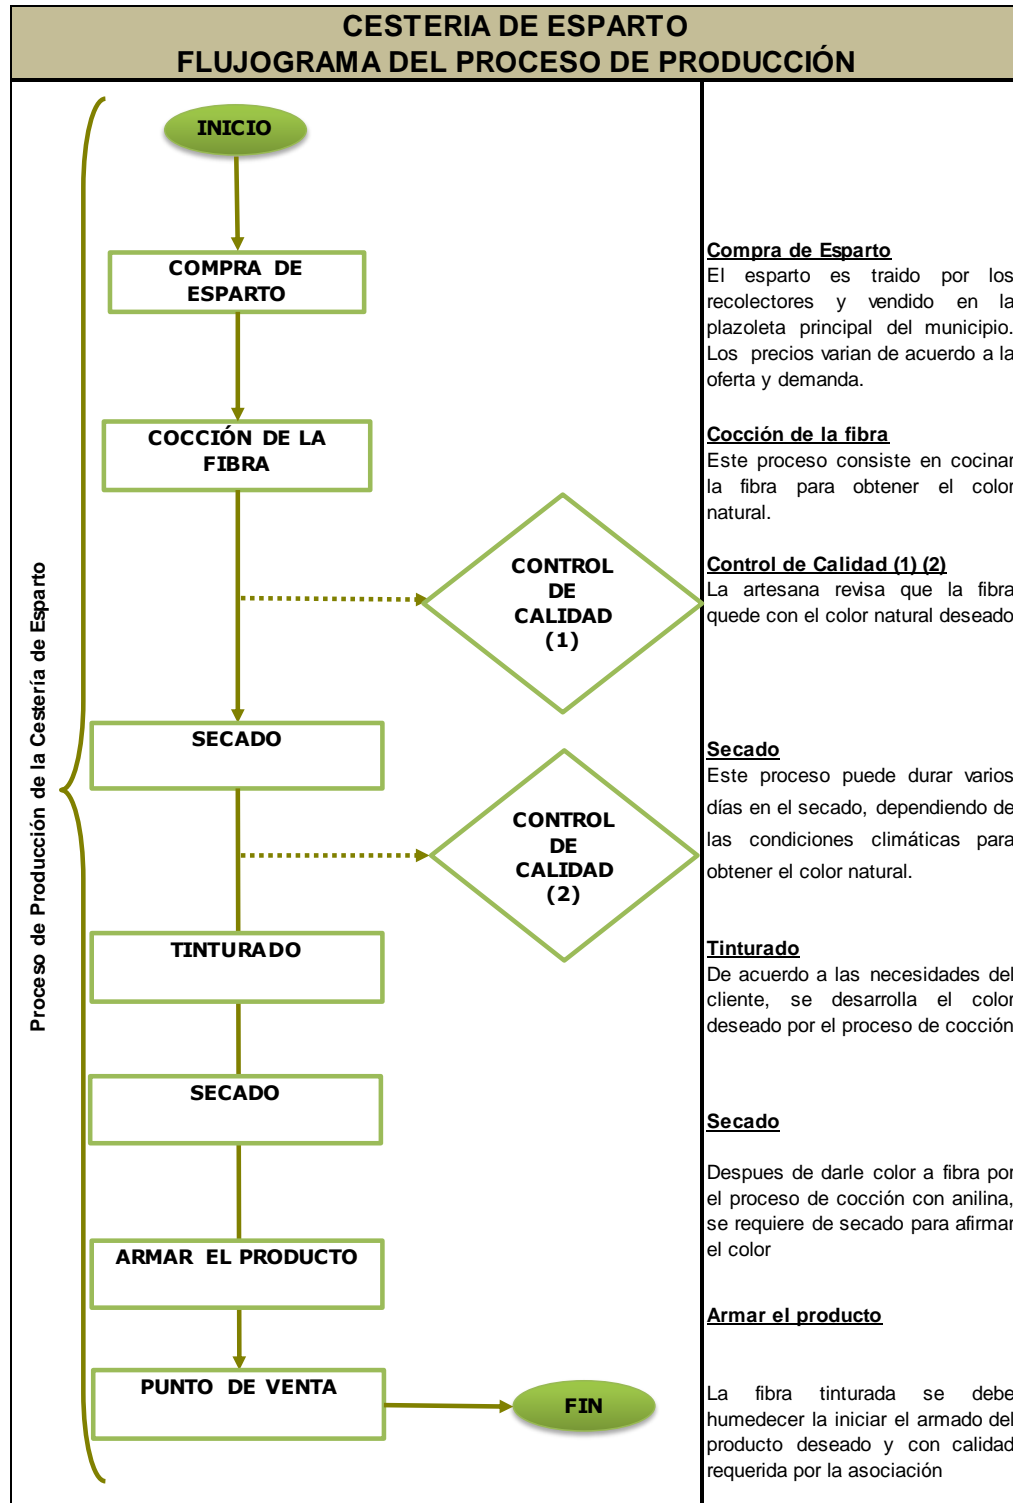 CESTERIA DE ESPARTO
FLUJOGRAMA DEL PROCESO DE PRODUCCIÓN
Proceso de Producción de la Cestería de Esparto
INICIO
COMPRA DE
ESPARTO
COCCIÓN DE LA
FIBRA
CONTROL
DE
CALIDAD
(1)
SECADO
CONTROL
DE
CALIDAD
(2)
TINTURADO
SECADO
ARMAR EL PRODUCTO
PUNTO DE VENTA
FIN
Compra de Esparto
El esparto es traido por los
recolectores y vendido en la
plazoleta principal del municipio.
Los precios varian de acuerdo a la
oferta y demanda.
Cocción de la fibra
Este proceso consiste en cocinar
la fibra para obtener el color
natural.
Control de Calidad (1) (2)
La artesana revisa que la fibra
quede con el color natural deseado
Secado
Este proceso puede durar varios
días en el secado, dependiendo de
las condiciones climáticas para
obtener el color natural.
Tinturado
De acuerdo a las necesidades del
cliente, se desarrolla el color
deseado por el proceso de cocción
Secado
Despues de darle color a fibra por
el proceso de cocción con anilina,
se requiere de secado para afirmar
el color
Armar el producto
La fibra tinturada se debe
humedecer la iniciar el armado del
producto deseado y con calidad
requerida por la asociación